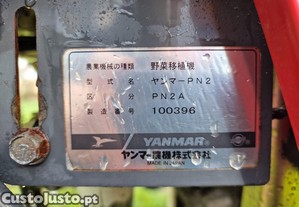 農業機械の種類 野菜移植機
型式名 ヤンマーPN2
区分 PN2A
製造番号 100396
YANMAR
ヤンマー農機株式会社
MADE IN JAPAN
CustoJusto.pt